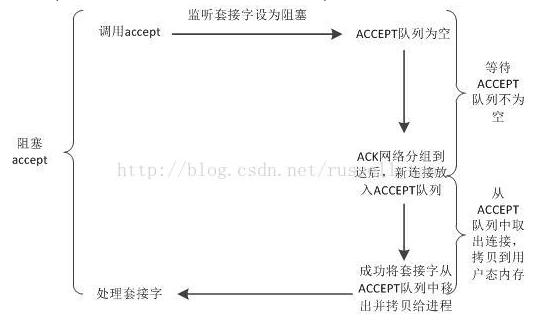 监听套接字设为阻塞
调用accept
ACCEPT队列为空
等待
ACCEPT
队列不为
空
阻塞
accept
http://blog.csdn.net/
ACK网络分组到
达后，新连接放
入ACCEPT队列
从
ACCEPT
队列中取
出连接，
拷贝到用
户态内存
成功将套接字从
ACCEPT队列中移
出并拷贝给进程
处理套接字